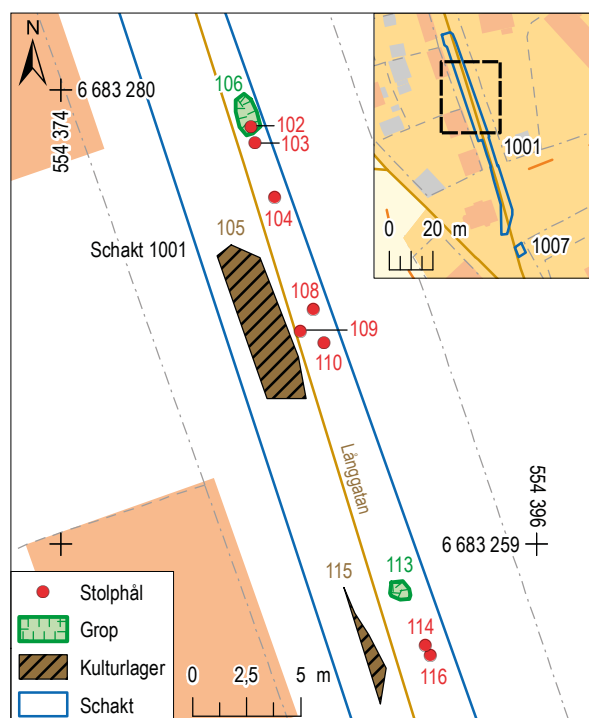 N
6 683 280
554 374
106
102
103
104
105
Schakt 1001
108
109
110
Långgatan
554 396
6 683 259
113
115
114
116
1001
0 20 m
1007
Stolphål
Grop
Kulturlager
Schakt
0 2,5 5 m